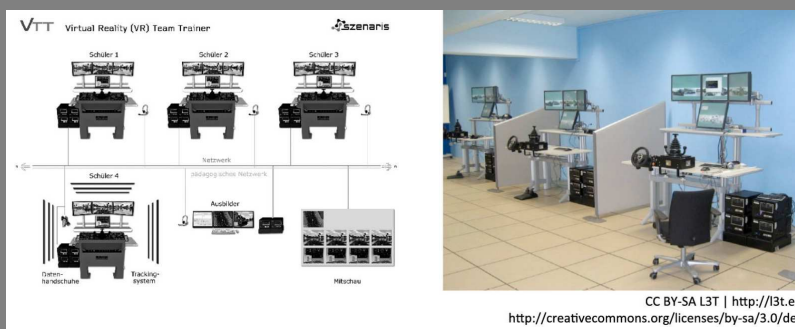 VTT Virtual Reality (VR) Team Trainer
szenaris
Schüler 1
Schüler 2
Schüler 3
Netzwerk
pädagogisches Netzwerk
Schüler 4
Ausbilder
Daten-
handschuhe
Tracking-
system
Mitschau
CC BY-SA L3T | http://l3t.e
http://creativecommons.org/licenses/by-sa/3.0/de